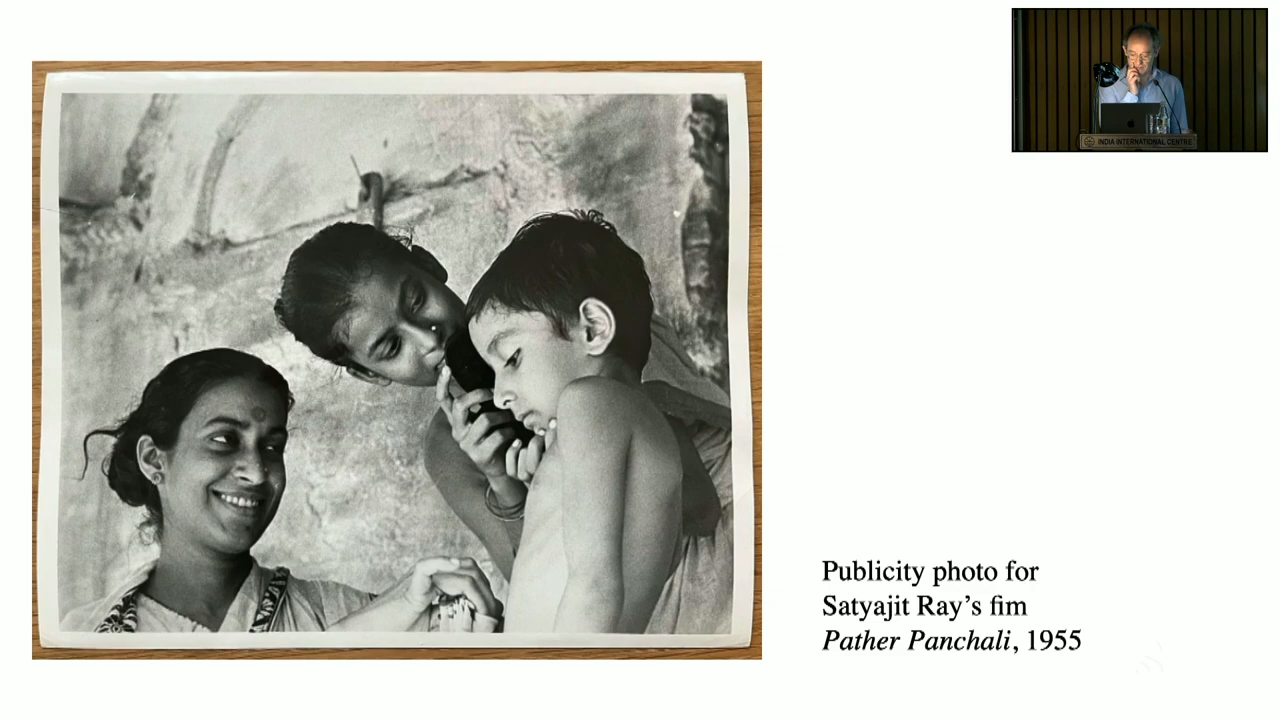 INDIA INTERNATIONAL CENTRE
Publicity photo for
Satyajit Ray’s fim
Pather Panchali, 1955